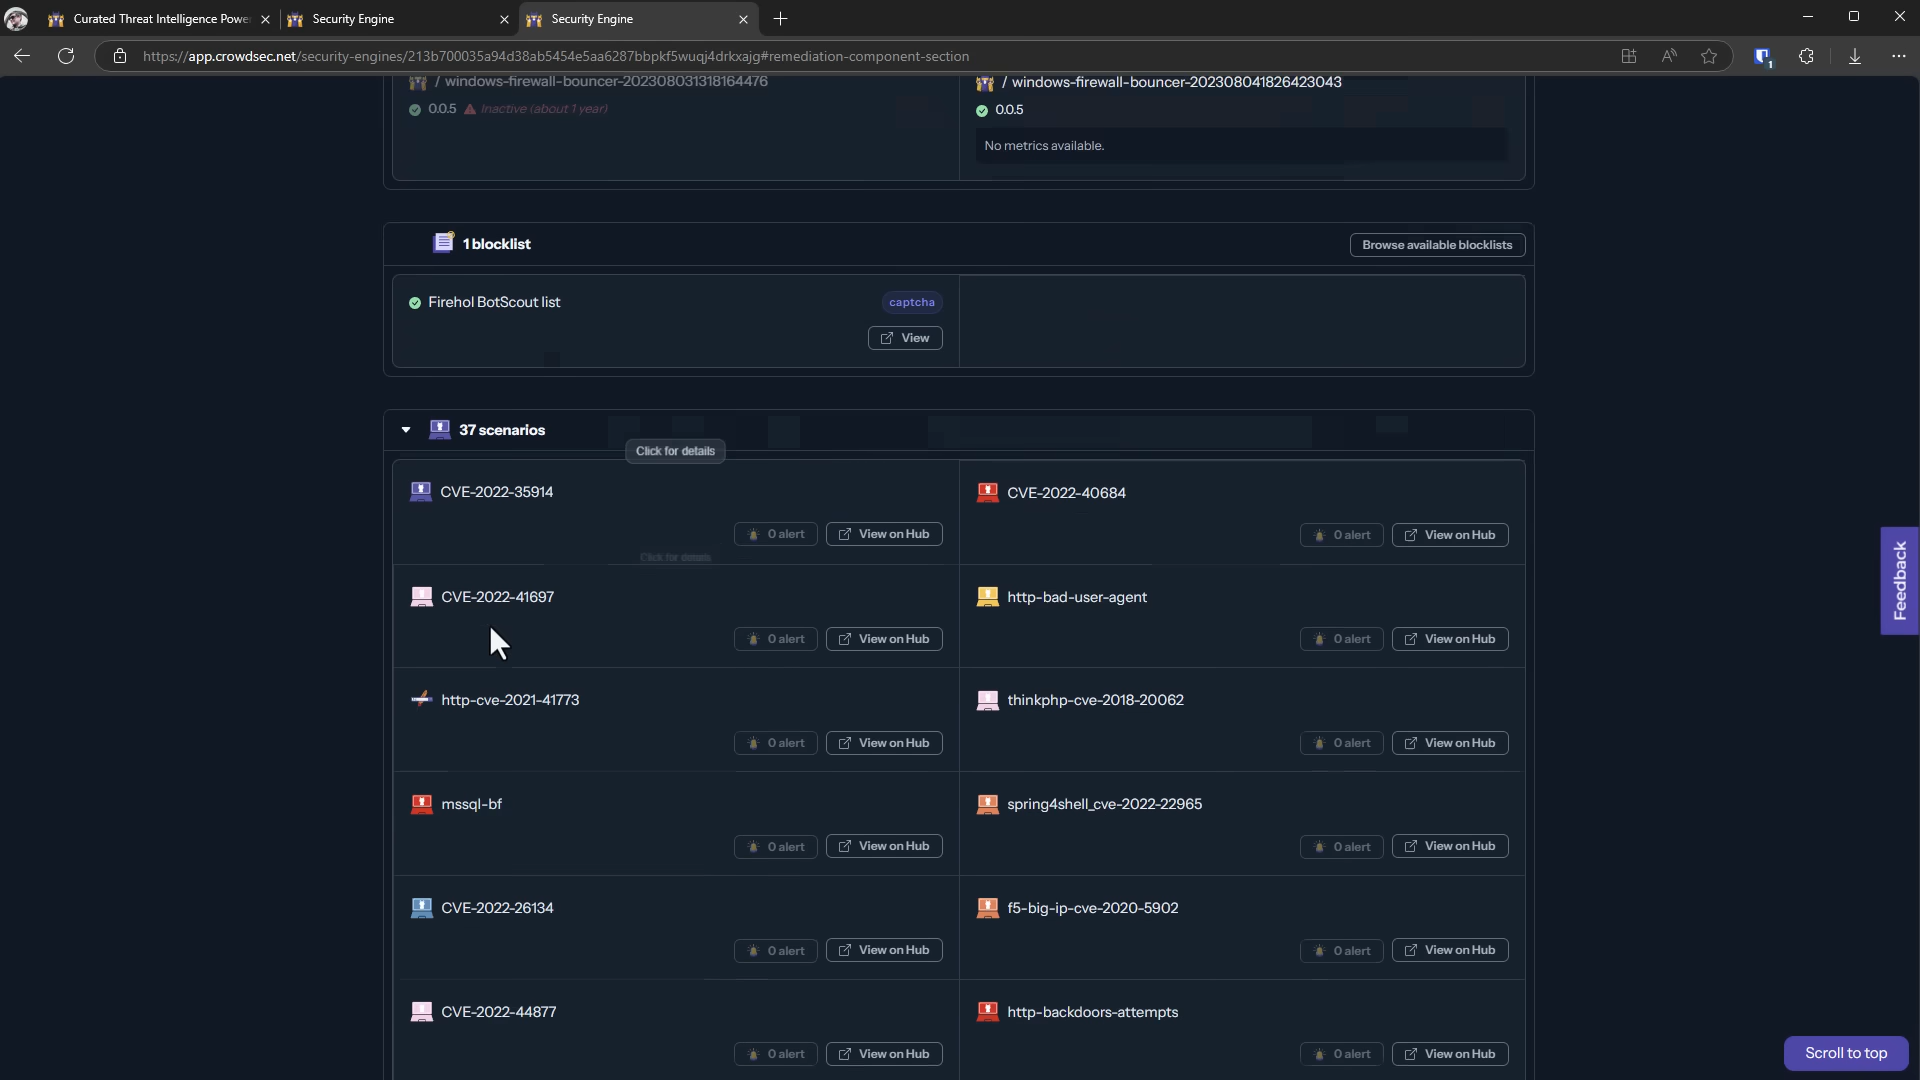 Curated Threat Intelligence Powe
Security Engine
Security Engine
https://app.crowdsec.net/security-engines/213b700035a94d38ab5454e5aa6287bbpkf5wuqj4drkxajg#remediation-component-section
/ windows-firewall-bouncer-202308031318164476
0.0.5 Inactive (about 1 year)
/ windows-firewall-bouncer-202308041826423043
0.0.5
No metrics available.
1 blocklist
Browse available blocklists
Firehol BotScout list
captcha
View
37 scenarios
Click for details
CVE-2022-35914
0 alert
View on Hub
CVE-2022-40684
0 alert
View on Hub
Click for details
CVE-2022-41697
0 alert
View on Hub
http-bad-user-agent
0 alert
View on Hub
http-cve-2021-41773
0 alert
View on Hub
thinkphp-cve-2018-20062
0 alert
View on Hub
mssql-bf
0 alert
View on Hub
spring4shell_cve-2022-22965
0 alert
View on Hub
CVE-2022-26134
0 alert
View on Hub
f5-big-ip-cve-2020-5902
0 alert
View on Hub
CVE-2022-44877
0 alert
View on Hub
http-backdoors-attempts
0 alert
View on Hub
Feedback
Scroll to top